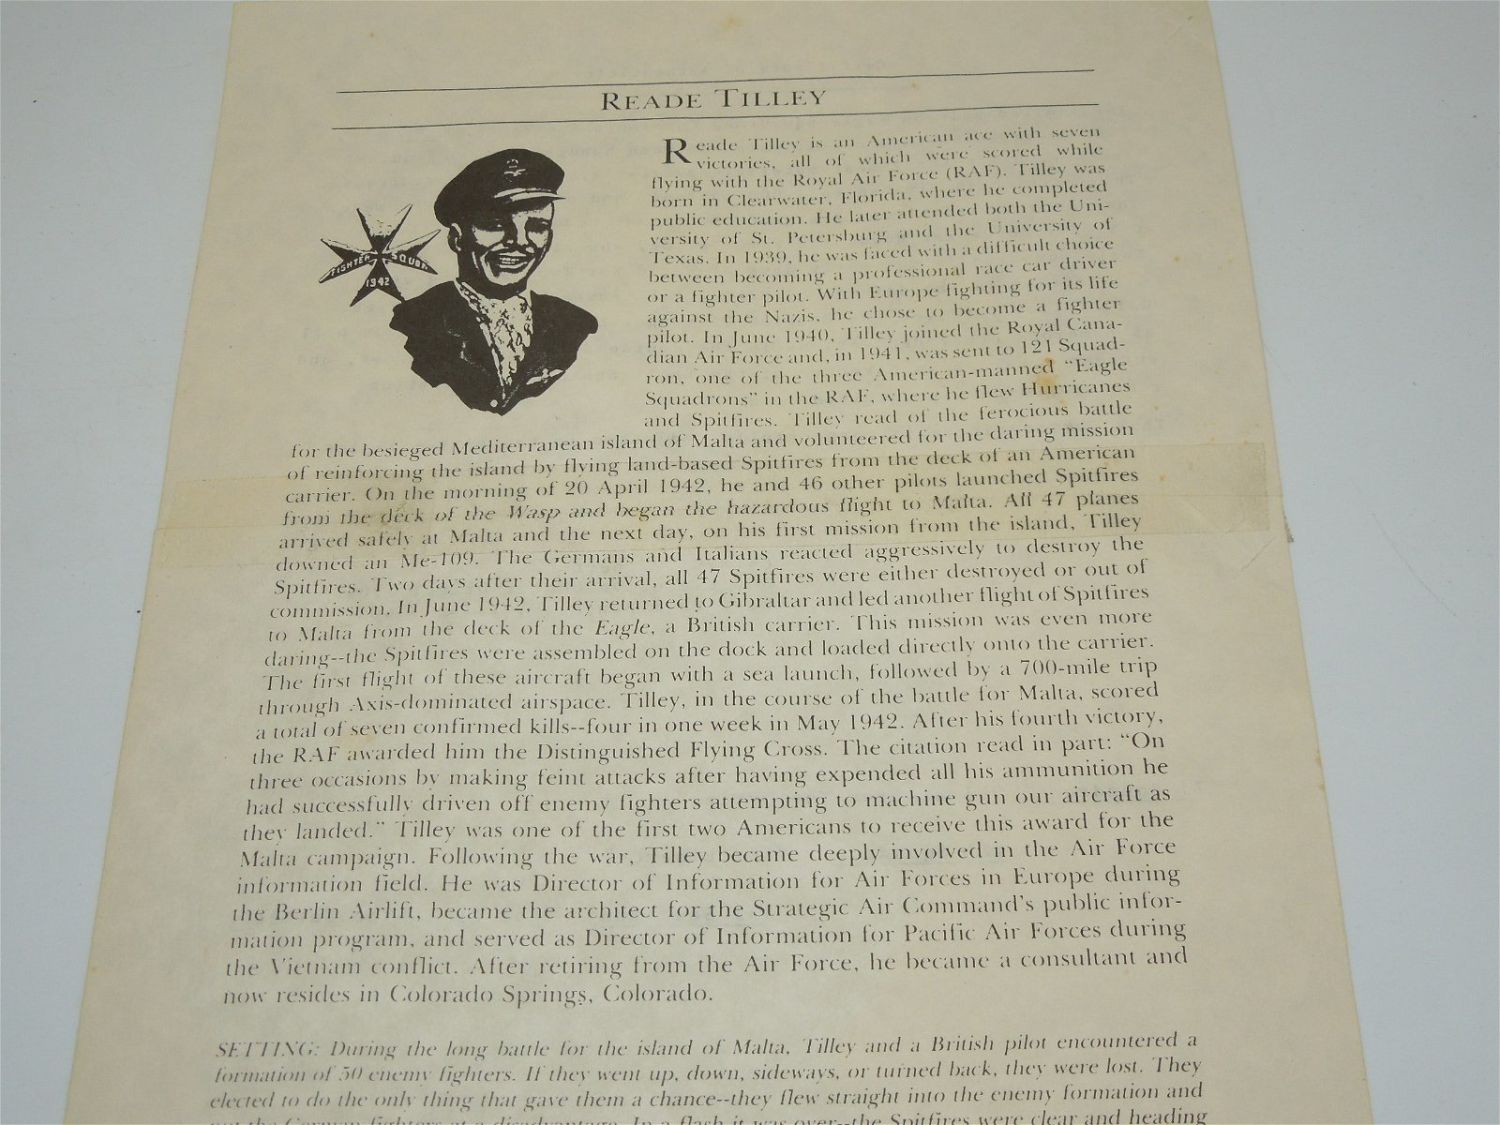 READE TILLEY
FIGHTER SQUDN
1942
Reade Tilley is an American ace with seven
victories, all of which were scored while
flying with the Royal Air Force (RAF). Tilley was
born in Clearwater, Florida, where he completed
public education. He later attended both the Uni-
versity of St. Petersburg and the University of
Texas. In 1939, he was faced with a difficult choice
between becoming a professional race car driver
or a fighter pilot. With Europe fighting for its life
against the Nazis, he chose to become a fighter
pilot. In June 1940, Tilley joined the Royal Cana-
dian Air Force and, in 1941, was sent to 121 Squad-
ron, one of the three American-manned "Eagle
Squadrons" in the RAF, where he flew Hurricanes
and Spitfires. Tilley read of the ferocious battle
for the besieged Mediterranean island of Malta and volunteered for the daring mission
of reinforcing the island by flying land-based Spitfires from the deck of an American
carrier. On the morning of 20 April 1942, he and 46 other pilots launched Spitfires
from the deck of the Wasp and began the hazardous flight to Malta. All 47 planes
arrived safely at Malta and the next day, on his first mission from the island, Tilley
downed an Me-109. The Germans and Italians reacted aggressively to destroy the
Spitfires. Two days after their arrival, all 47 Spitfires were either destroyed or out of
commission. In June 1942, Tilley returned to Gibraltar and led another flight of Spitfires
to Malta from the deck of the Eagle, a British carrier. This mission was even more
daring--the Spitfires were assembled on the dock and loaded directly onto the carrier.
The first flight of these aircraft began with a sea launch, followed by a 700-mile trip
through Axis-dominated airspace. Tilley, in the course of the battle for Malta, scored
a total of seven confirmed kills--four in one week in May 1942. After his fourth victory,
the RAF awarded him the Distinguished Flying Cross. The citation read in part: "On
three occasions by making feint attacks after having expended all his ammunition he
had successfully driven off enemy fighters attempting to machine gun our aircraft as
they landed." Tilley was one of the first two Americans to receive this award for the
Malta campaign. Following the war, Tilley became deeply involved in the Air Force
information field. He was Director of Information for Air Forces in Europe during
the Berlin Airlift, became the architect for the Strategic Air Command's public infor-
mation program, and served as Director of Information for Pacific Air Forces during
the Vietnam conflict. After retiring from the Air Force, he became a consultant and
now resides in Colorado Springs, Colorado.
SETTING: During the long battle for the island of Malta, Tilley and a British pilot encountered a
formation of 50 enemy fighters. If they went up, down, sideways, or turned back, they were lost. They
elected to do the only thing that gave them a chance--they flew straight into the enemy formation and
put the German fighters at a disadvantage. In a flash it was over--the Spitfires were clear and heading